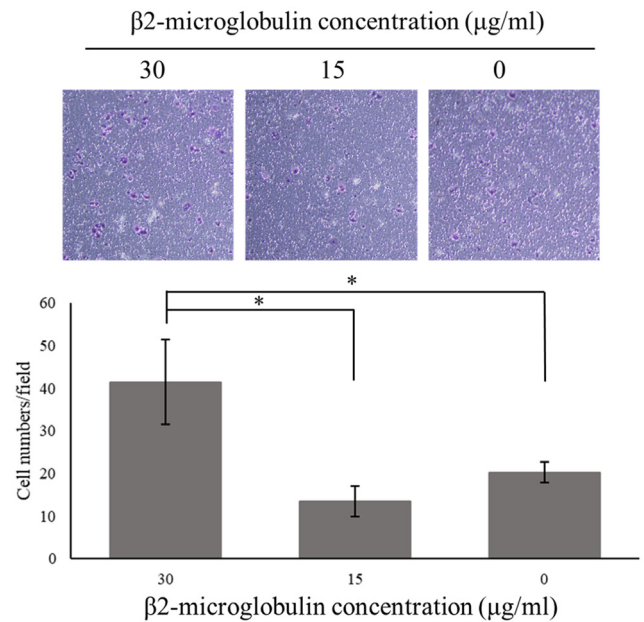 β2-microglobulin concentration (μg/ml)
30 15 0
* 
*
60
50
40
30
20
10
0
Cell numbers/field
30 15 0
β2-microglobulin concentration (μg/ml)